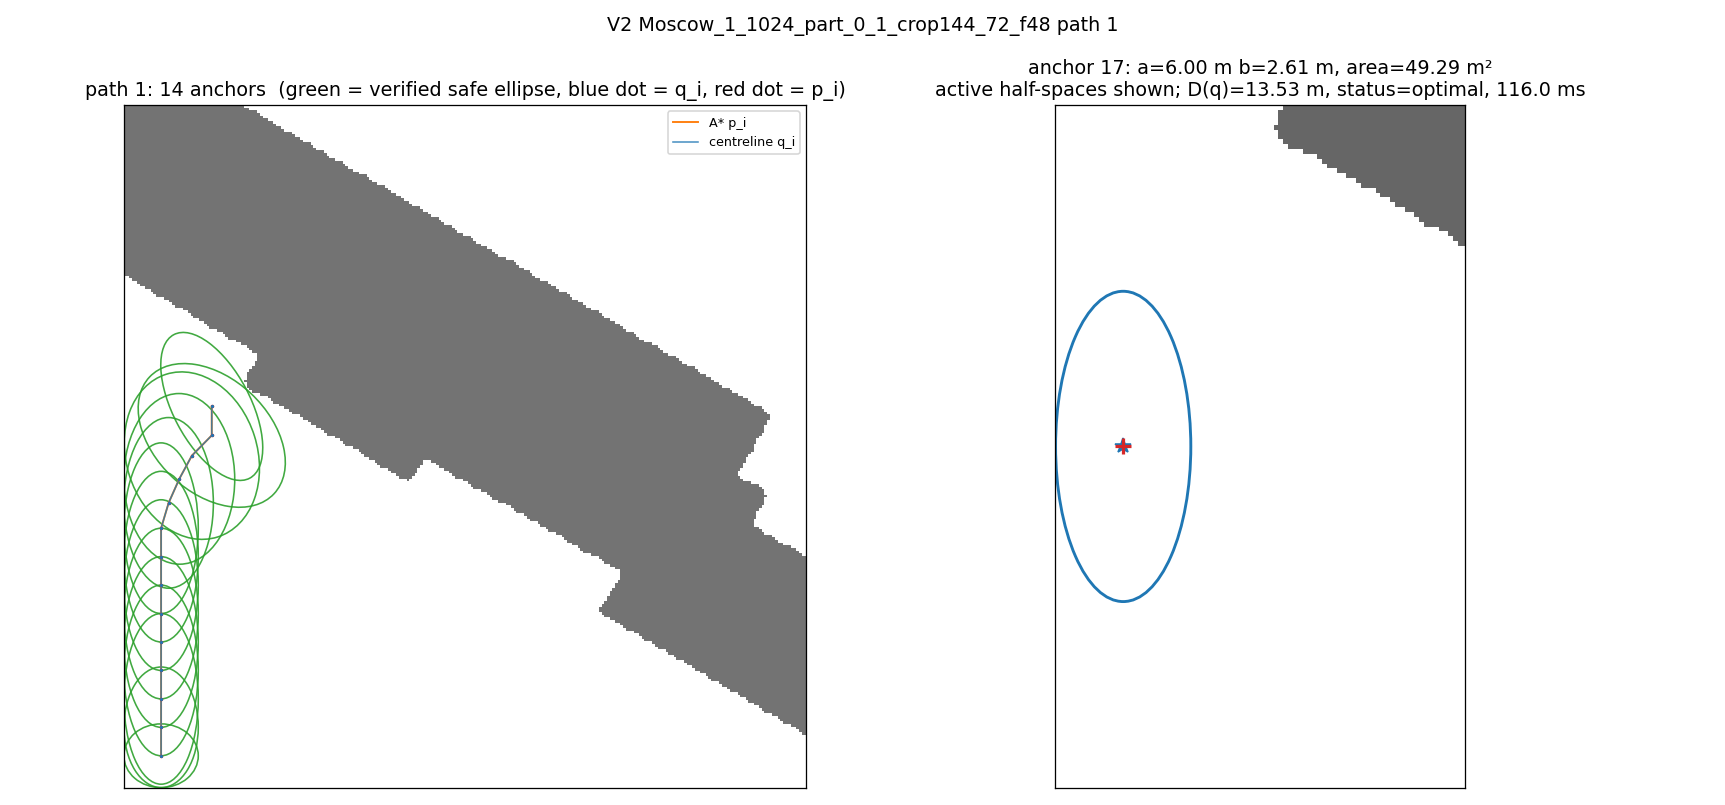 V2 Moscow_1_1024_part_0_1_crop144_72_f48 path 1
path 1: 14 anchors  (green = verified safe ellipse, blue dot = q_i, red dot = p_i)
A* p_i
centreline q_i
anchor 17: a=6.00 m b=2.61 m, area=49.29 m²
active half-spaces shown; D(q)=13.53 m, status=optimal, 116.0 ms